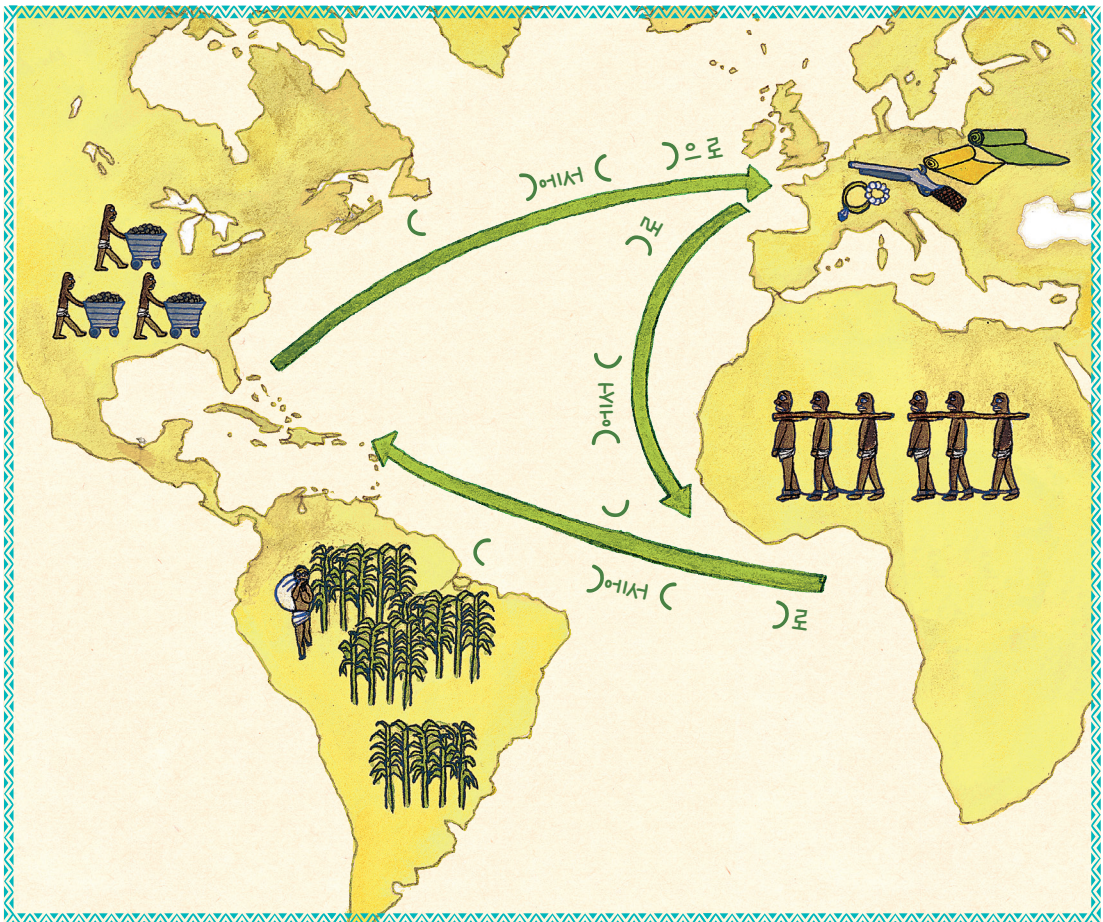 (          )에서 (          )으로
(          )에서 (          )로
(          )에서 (          )로